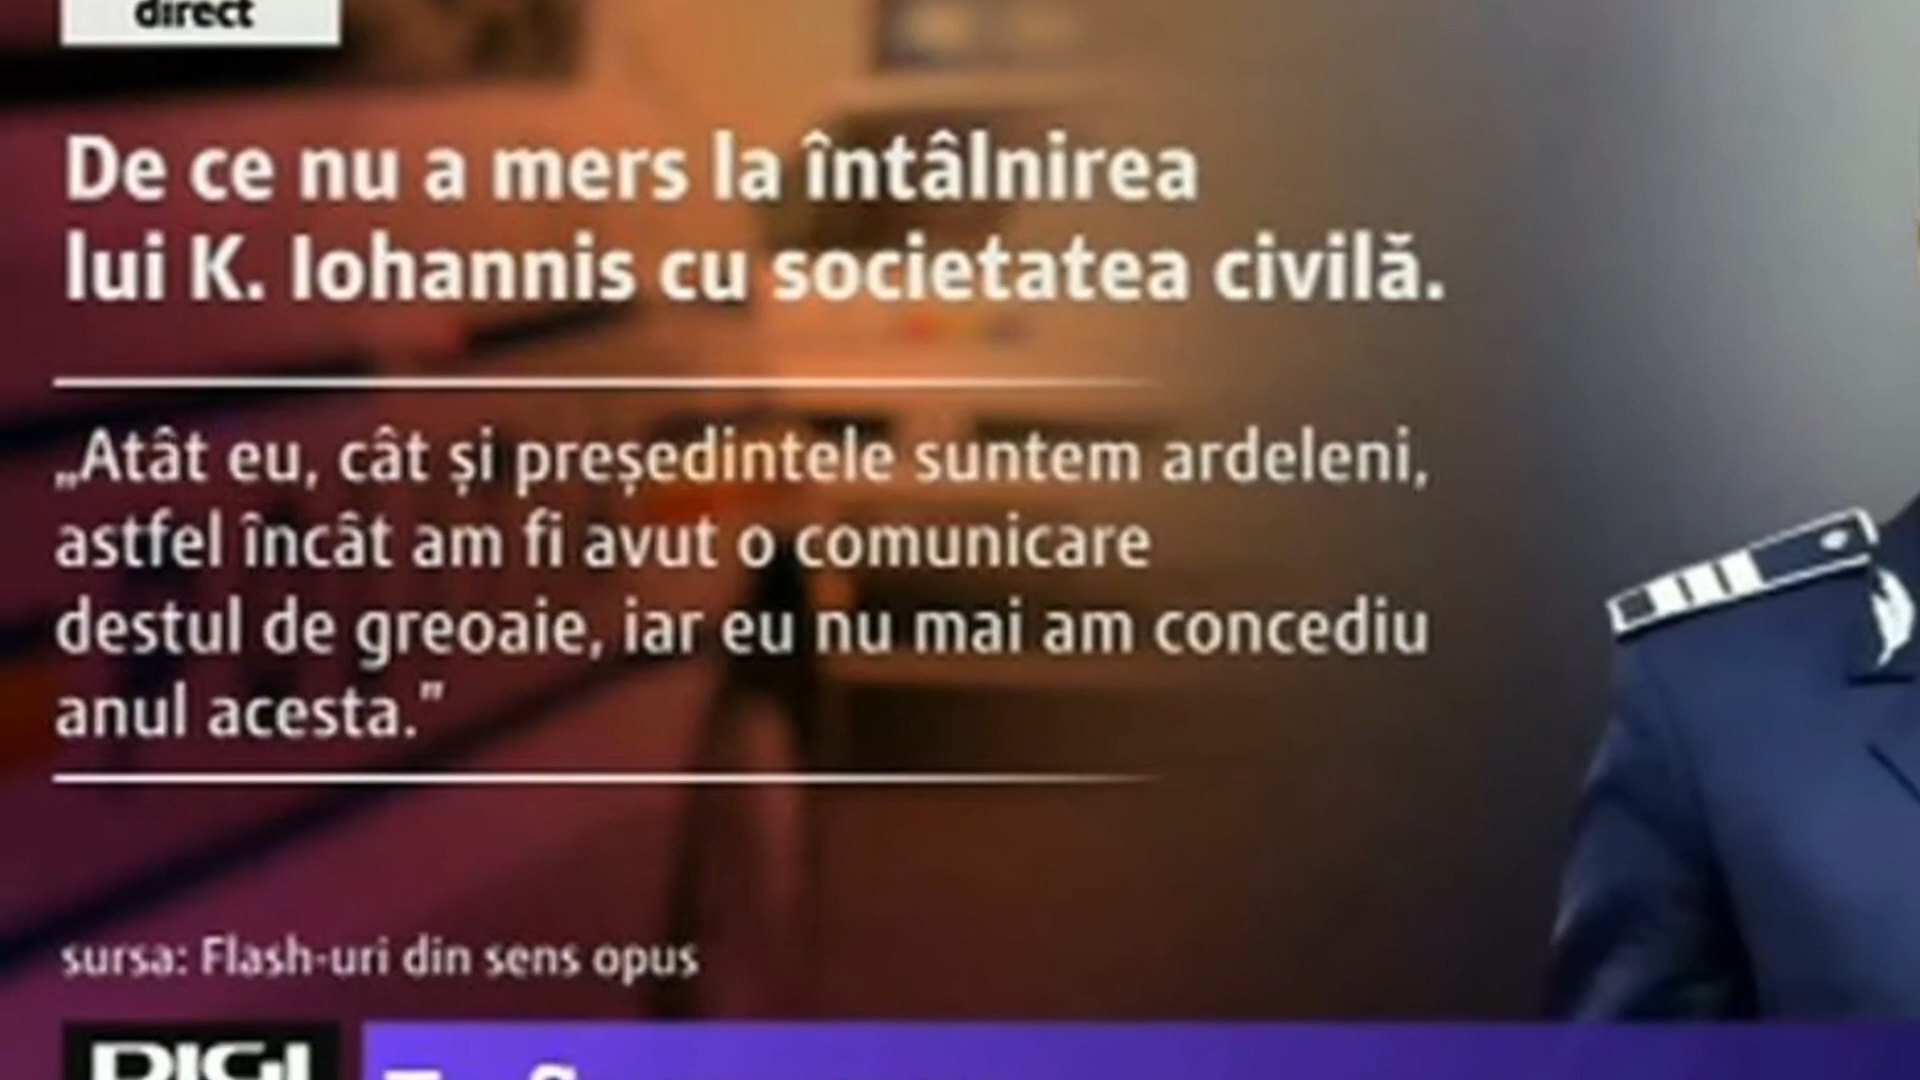 direct
De ce nu a mers la întâlnirea
lui K. Iohannis cu societatea civilă.
„Atât eu, cât și președintele suntem ardeleni,
astfel încât am fi avut o comunicare
destul de greoaie, iar eu nu mai am concediu
anul acesta.”
sursa: Flash-uri din sens opus
DIGI